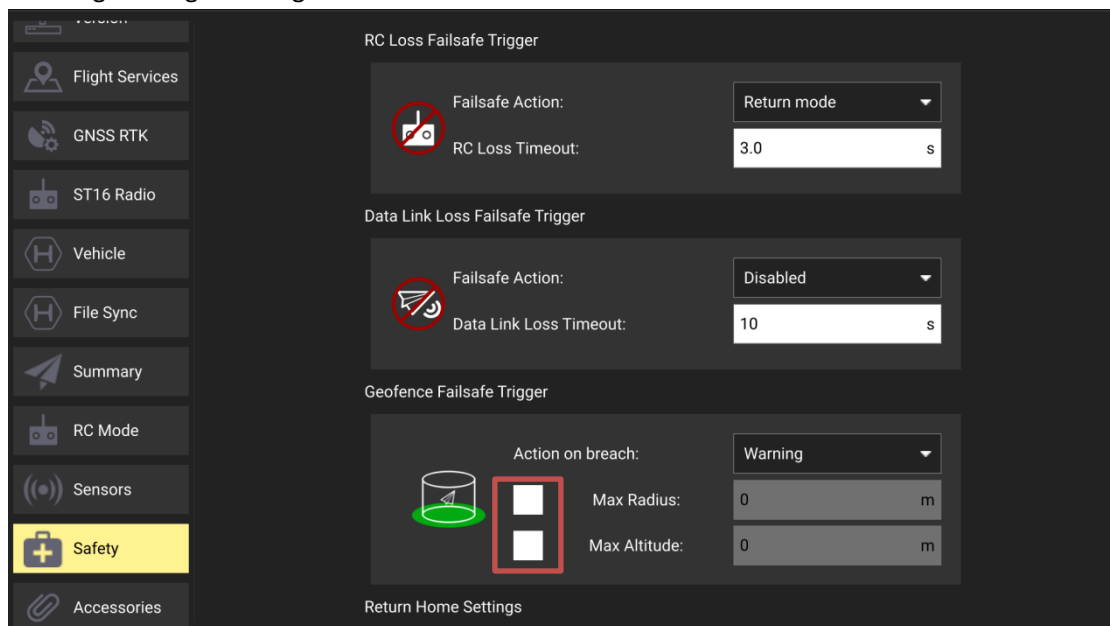 Version
Flight Services
GNSS RTK
ST16 Radio
Vehicle
File Sync
Summary
RC Mode
Sensors
Safety
Accessories
RC Loss Failsafe Trigger
Failsafe Action: Return mode
RC Loss Timeout: 3.0 s
Data Link Loss Failsafe Trigger
Failsafe Action: Disabled
Data Link Loss Timeout: 10 s
Geofence Failsafe Trigger
Action on breach: Warning
Max Radius: 0 m
Max Altitude: 0 m
Return Home Settings